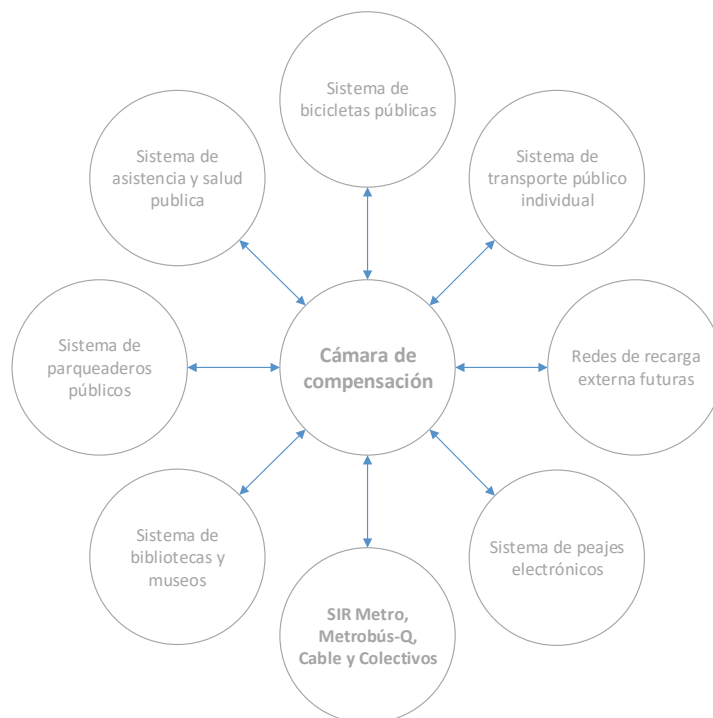 Sistema de
bicicletas públicas
Sistema de
asistencia y salud
publica
Sistema de
transporte público
individual
Sistema de
parqueaderos
públicos
Cámara de
compensación
Redes de recarga
externa futuras
Sistema de
bibliotecas y
museos
Sistema de peajes
electrónicos
SIR Metro,
Metrobús-Q,
Cable y Colectivos